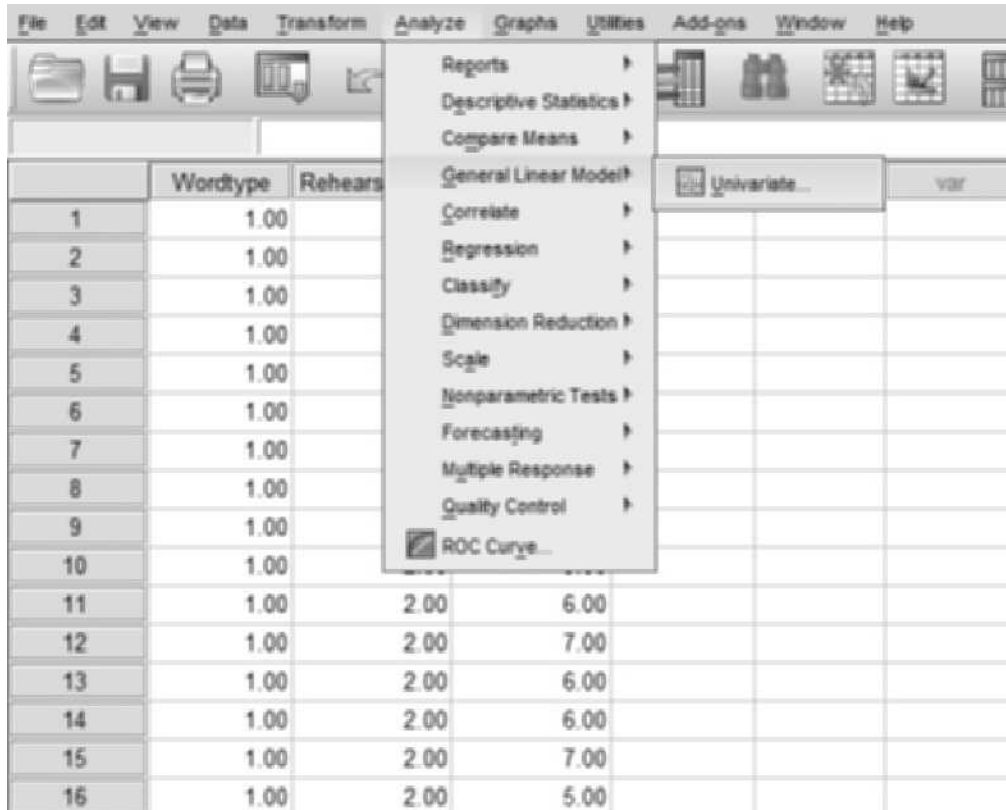 File Edit View Data Transform Analyze Graphs Utilities Add-ons Window Help
Reports
Descriptive Statistics
Compare Means
General Linear Model
Univariate...
Correlate
Regression
Classify
Dimension Reduction
Scale
Nonparametric Tests
Forecasting
Multiple Response
Quality Control
ROC Curve...
Wordtype Rehears var
1 1.00
2 1.00
3 1.00
4 1.00
5 1.00
6 1.00
7 1.00
8 1.00
9 1.00
10 1.00
11 1.00 2.00 6.00
12 1.00 2.00 7.00
13 1.00 2.00 6.00
14 1.00 2.00 6.00
15 1.00 2.00 7.00
16 1.00 2.00 5.00